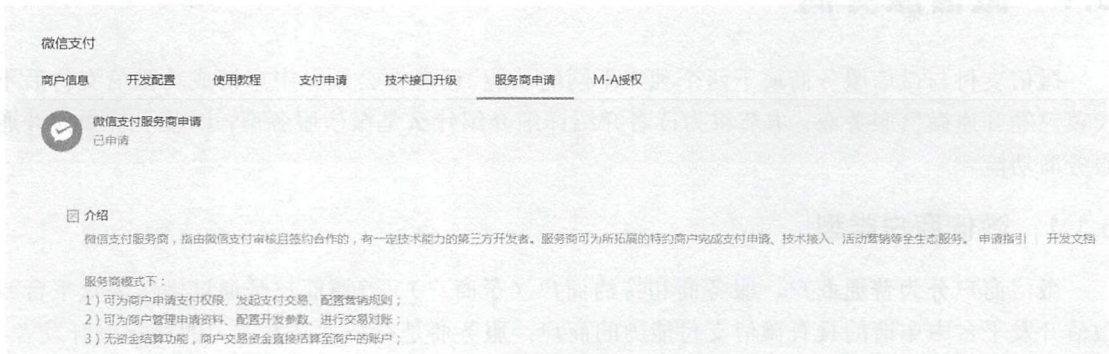 微信支付
商户信息 开发配置 使用教程 支付申请 技术接口升级 服务商申请 M-A授权
微信支付服务商申请
已申请
介绍
微信支付服务商，指由微信支付审核且签约合作的，有一定技术能力的第三方开发者。服务商可为所拓展的特约商户完成支付申请、技术接入、活动营销等全生态服务。 申请指引 开发文档
服务商模式下：
1）可为商户申请支付权限、发起支付交易、配置营销规则；
2）可为商户管理申请资料、配置开发参数、进行交易对账；
3）无资金结算功能，商户交易资金直接结算至商户的账户；